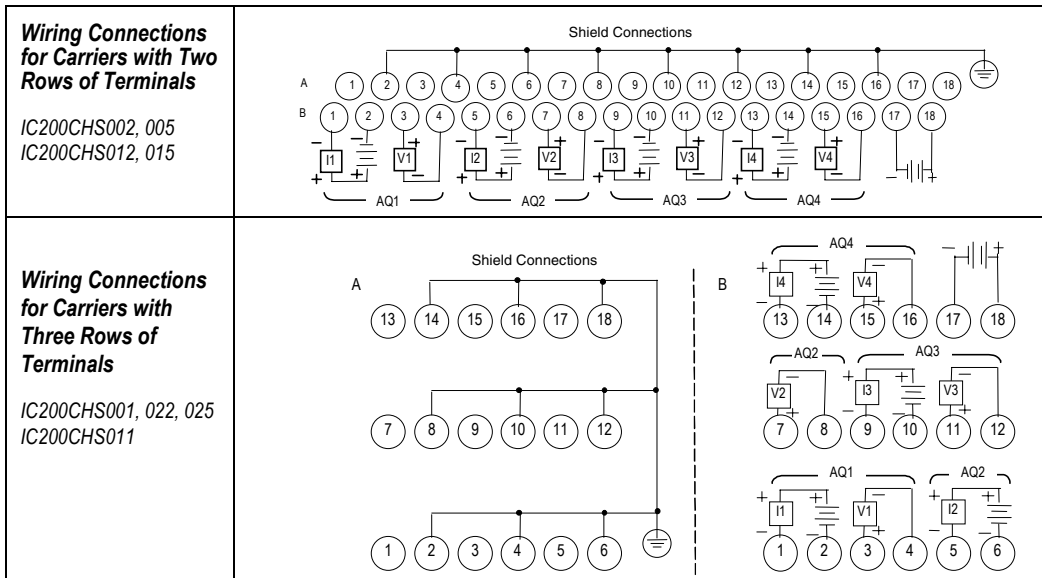 Wiring Connections
for Carriers with Two
Rows of Terminals
IC200CHS002, 005
IC200CHS012, 015
Shield Connections
A 1 2 3 4 5 6 7 8 9 10 11 12 13 14 15 16 17 18
B 1 2 3 4 5 6 7 8 9 10 11 12 13 14 15 16 17 18
- - + - - + - - + - - + 
I1 V1 I2 V2 I3 V3 I4 V4 - +
+ + - + + - + + - + + -
AQ1 AQ2 AQ3 AQ4
Wiring Connections
for Carriers with
Three Rows of
Terminals
IC200CHS001, 022, 025
IC200CHS011
Shield Connections
A
13 14 15 16 17 18
7 8 9 10 11 12
1 2 3 4 5 6
B
AQ4 - +
+ + -
I4 V4
- - +
13 14 15 16 17 18
AQ2 AQ3
- + + -
V2 I3 V3
+ - - +
7 8 9 10 11 12
AQ1 AQ2
+ + - + +
I1 V1 I2
- - + - -
1 2 3 4 5 6